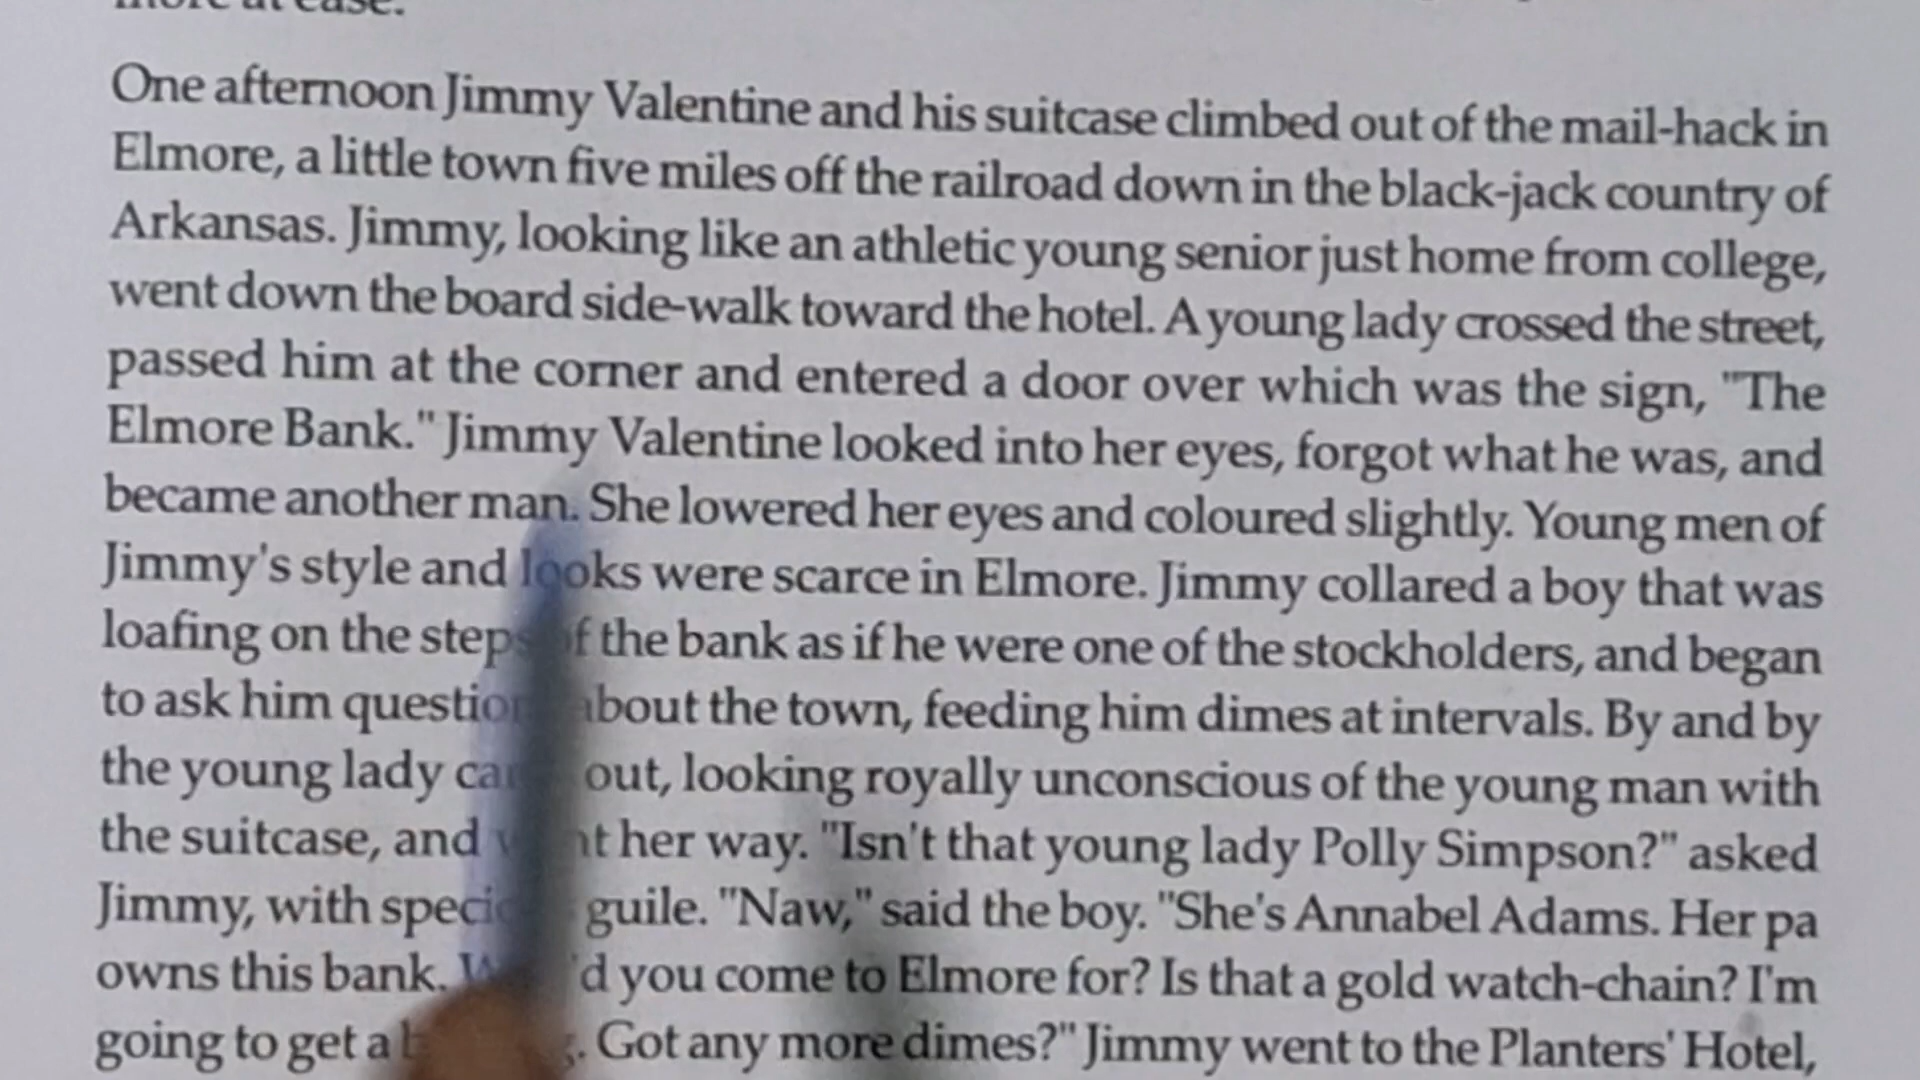 more at ease.
One afternoon Jimmy Valentine and his suitcase climbed out of the mail-hack in
Elmore, a little town five miles off the railroad down in the black-jack country of
Arkansas. Jimmy, looking like an athletic young senior just home from college,
went down the board side-walk toward the hotel. A young lady crossed the street,
passed him at the corner and entered a door over which was the sign, "The
Elmore Bank." Jimmy Valentine looked into her eyes, forgot what he was, and
became another man. She lowered her eyes and coloured slightly. Young men of
Jimmy's style and looks were scarce in Elmore. Jimmy collared a boy that was
loafing on the steps of the bank as if he were one of the stockholders, and began
to ask him about the town, feeding him dimes at intervals. By and by
the young lady out, looking royally unconscious of the young man with
the suitcase, and her way. "Isn't that young lady Polly Simpson?" asked
Jimmy, with guile. "Naw," said the boy. "She's Annabel Adams. Her pa
owns this bank. you come to Elmore for? Is that a gold watch-chain? I'm
going to get a Got any more dimes?" Jimmy went to the Planters' Hotel,